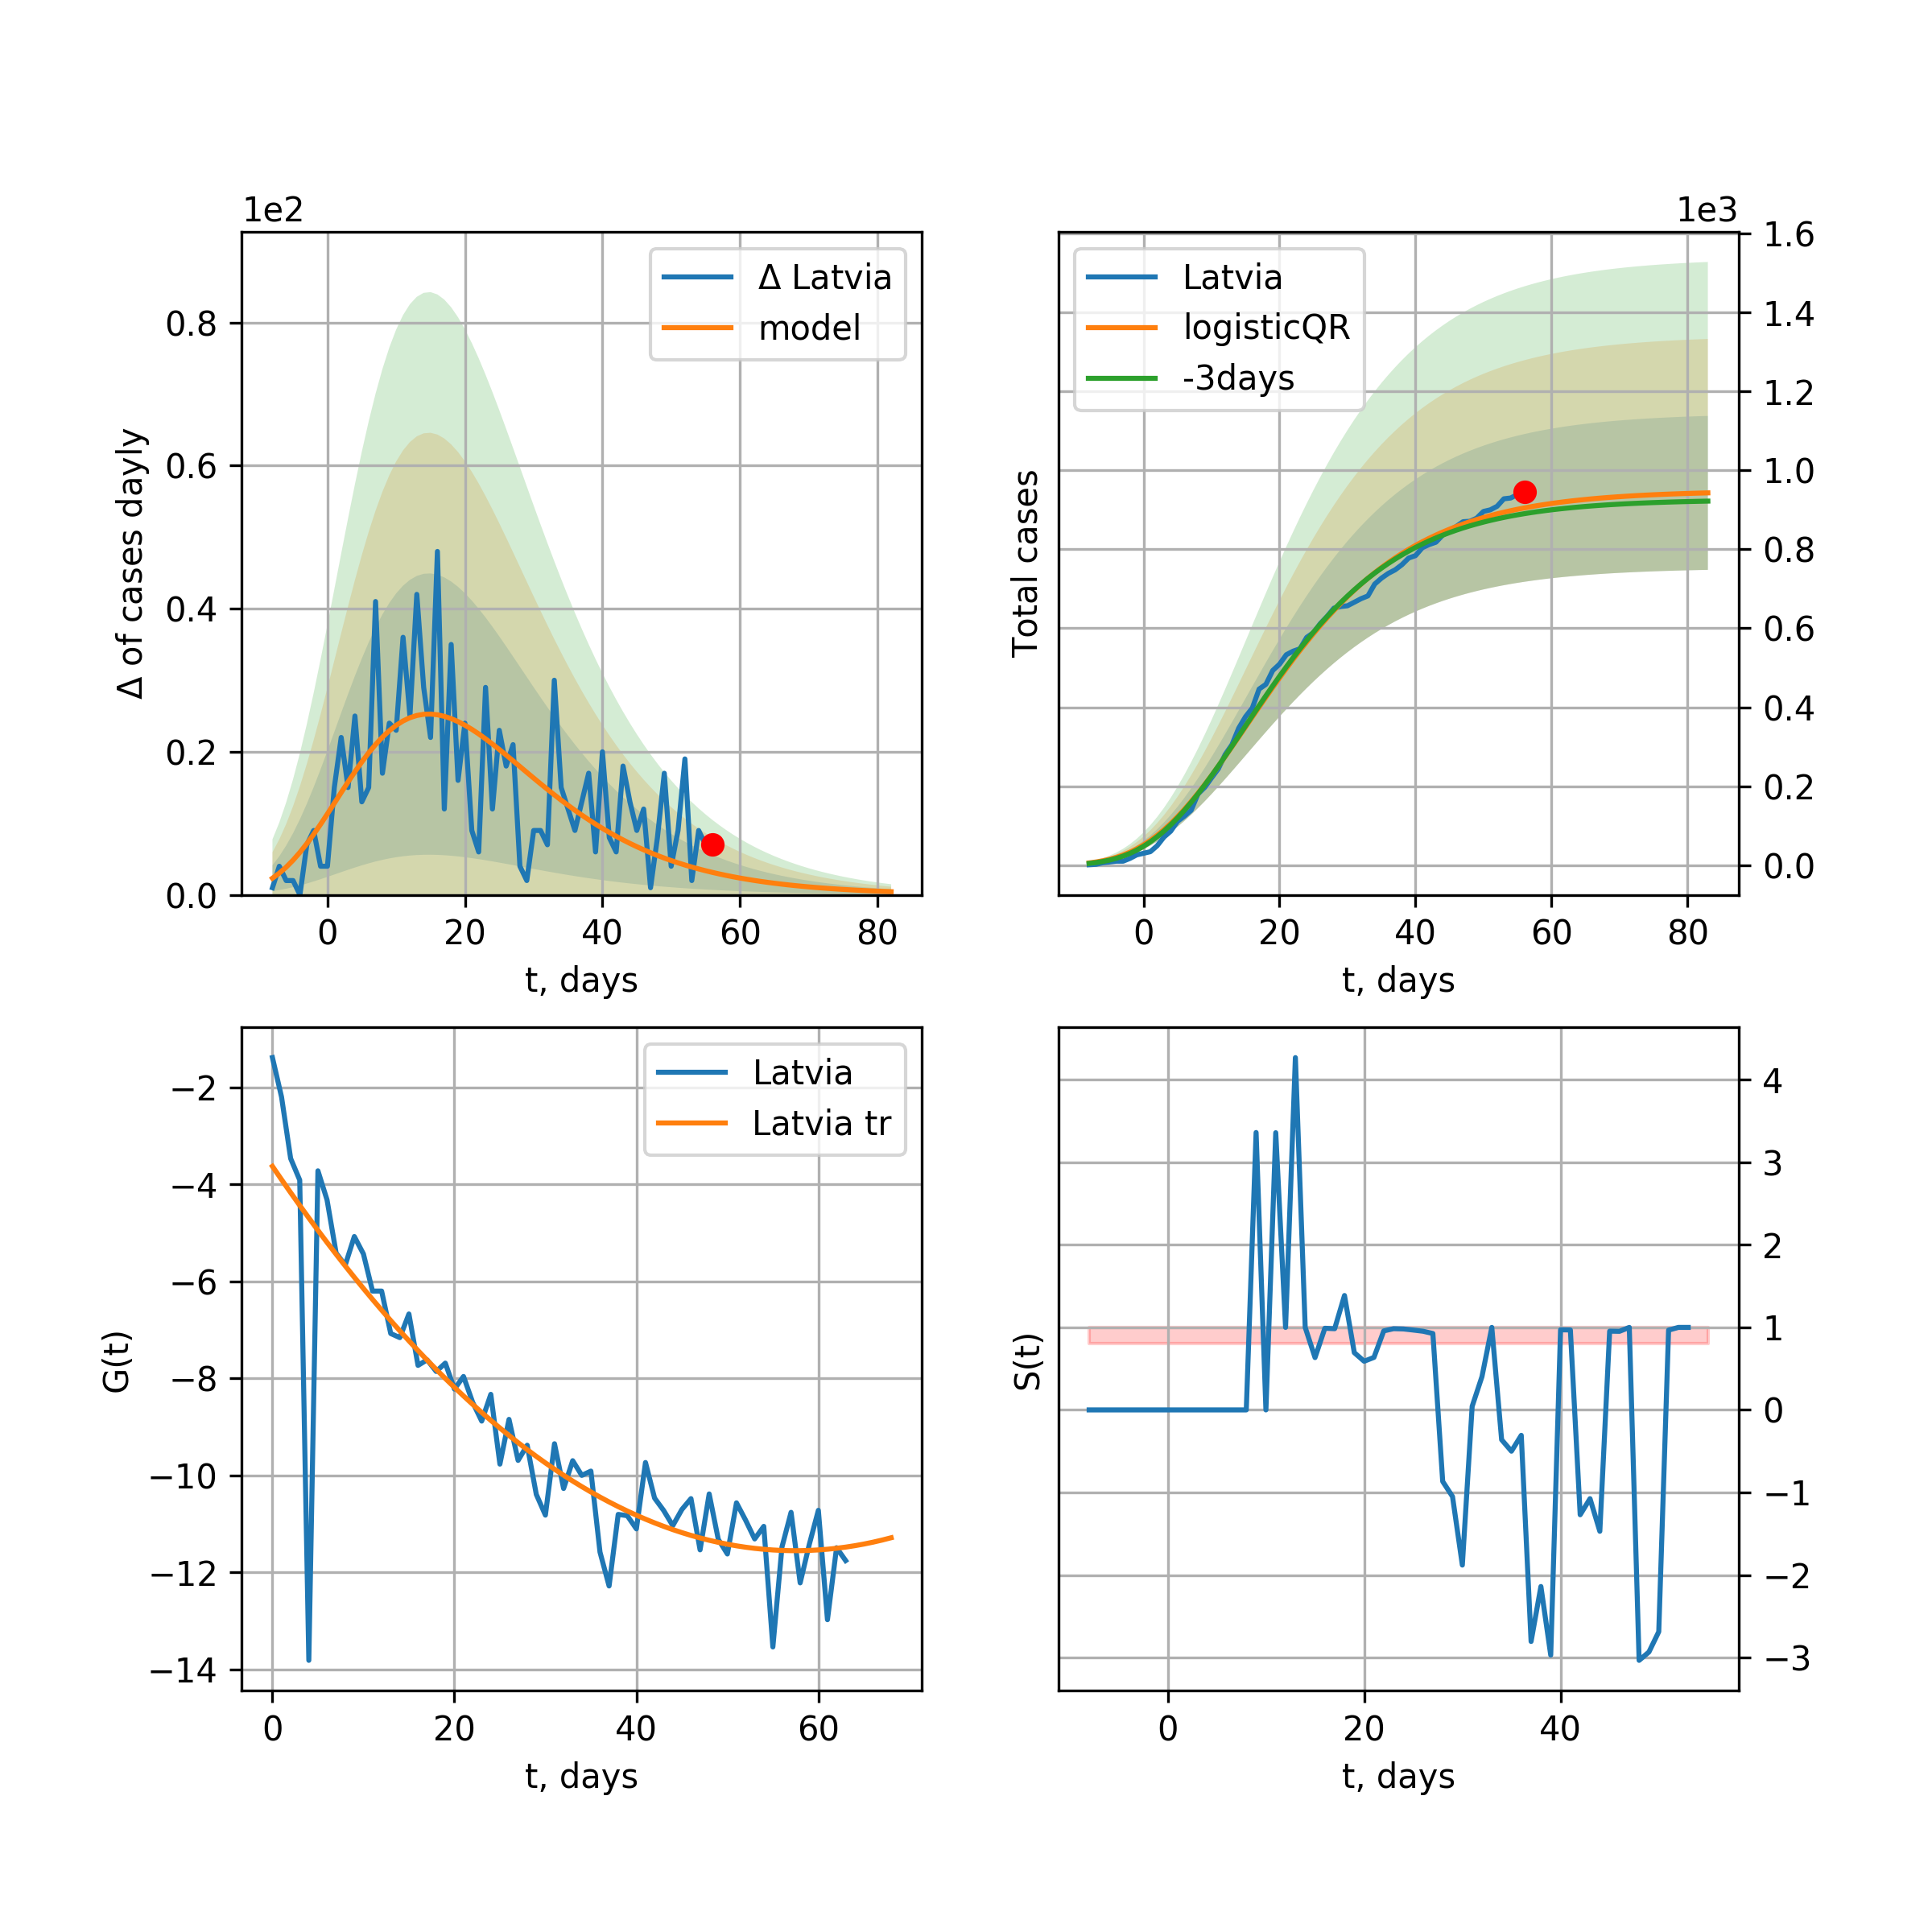 1e2
Δ Latvia
model
0.8
0.6
0.4
0.2
0.0
Δ of cases dayly
0 20 40 60 80
t, days
1e3
Latvia
logisticQR
-3days
1.6
1.4
1.2
1.0
0.8
0.6
0.4
0.2
0.0
Total cases
0 20 40 60 80
t, days
Latvia
Latvia tr
−2
−4
−6
−8
−10
−12
−14
G(t)
0 20 40 60
t, days
4
3
2
1
0
−1
−2
−3
S(t)
0 20 40
t, days